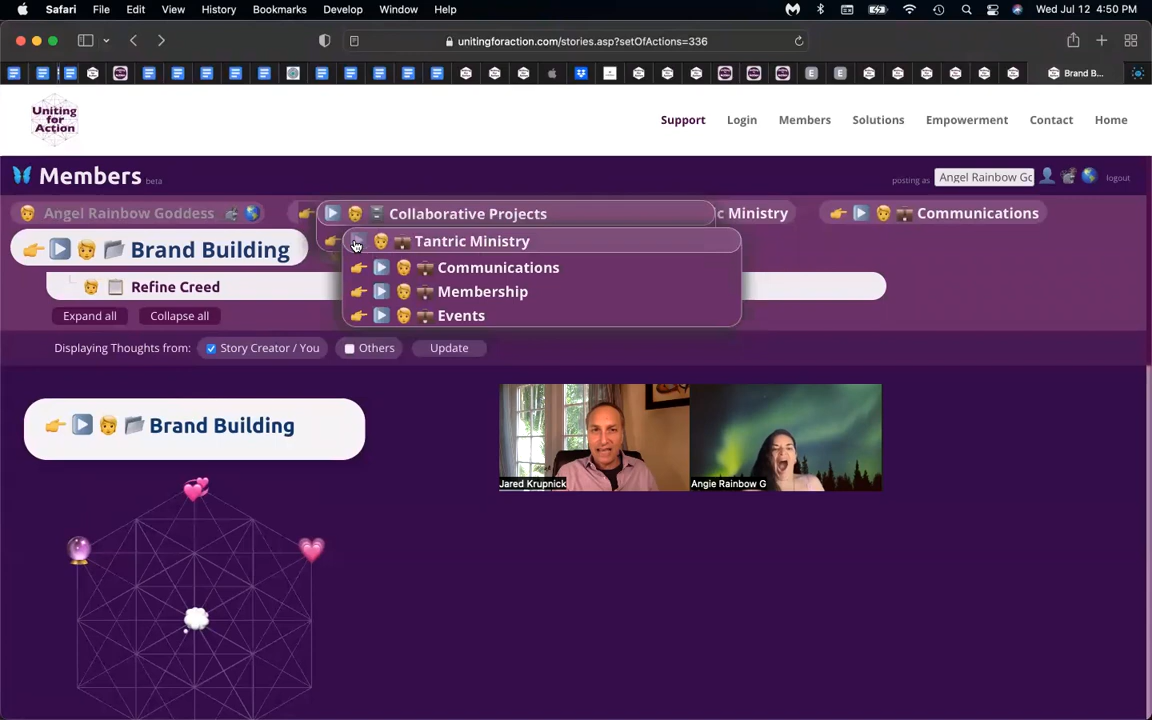 Safari File Edit View History Bookmarks Develop Window Help Wed Jul 12 4:50 PM
unitingforaction.com/stories.asp?setOfActions=336
Brand B...
Uniting for Action
Support Login Members Solutions Empowerment Contact Home
Members beta
posting as Angel Rainbow Go logout
Angel Rainbow Goddess Collaborative Projects c Ministry Communications
Brand Building Tantric Ministry
Communications
Refine Creed Membership
Expand all Collapse all Events
Displaying Thoughts from: Story Creator / You Others Update
Brand Building
Jared Krupnick Angie Rainbow G